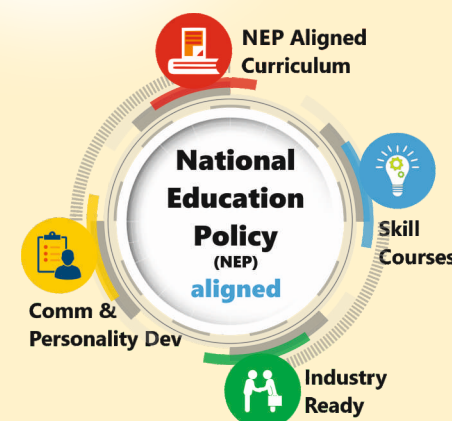 NEP Aligned
Curriculum
National
Education
Policy
(NEP)
aligned
Skill
Courses
Comm &
Personality Dev
Industry
Ready